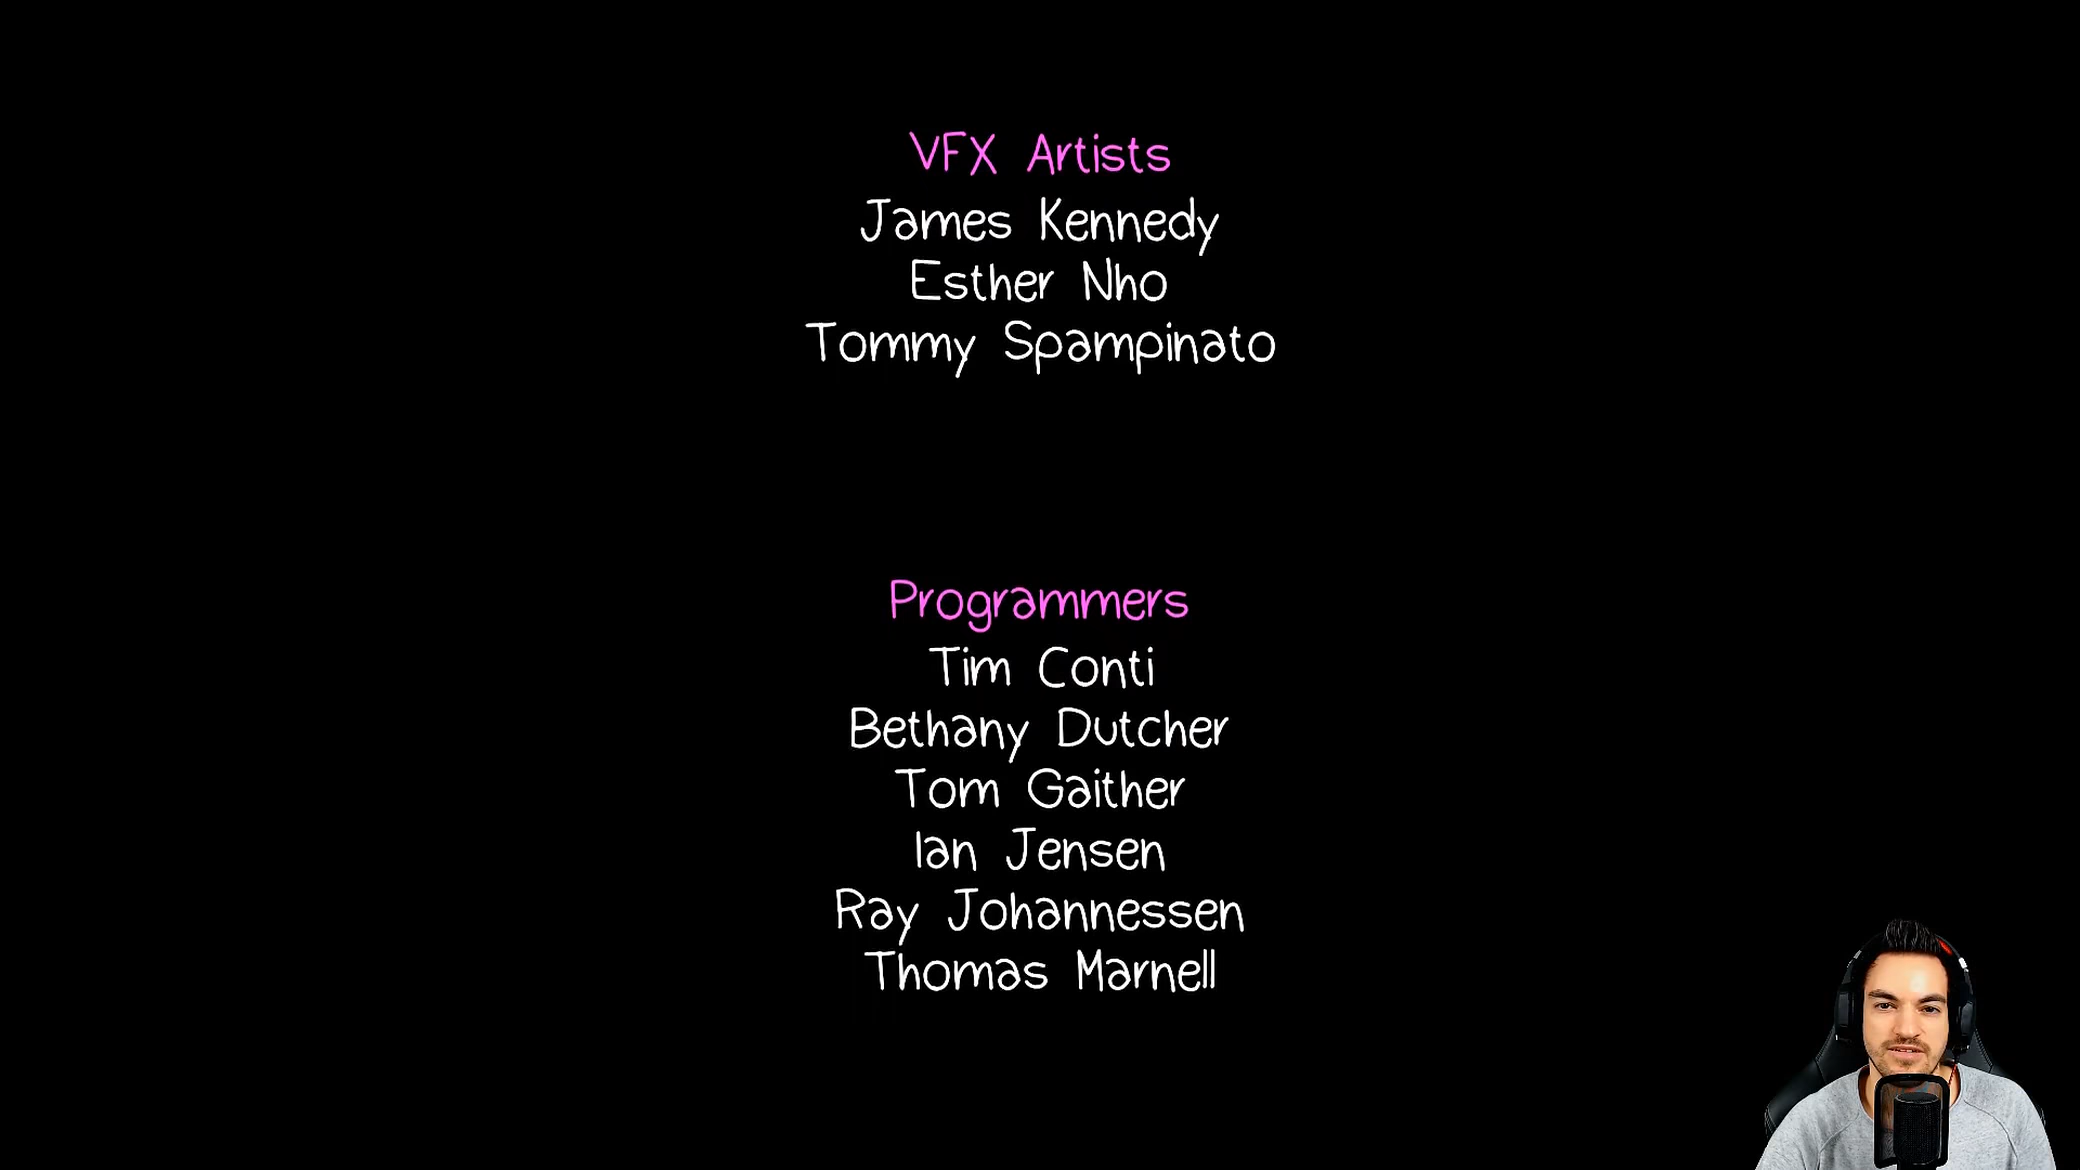 VFX Artists
James Kennedy
Esther Nho
Tommy Spampinato
Programmers
Tim Conti
Bethany Dutcher
Tom Gaither
Ian Jensen
Ray Johannessen
Thomas Marnell